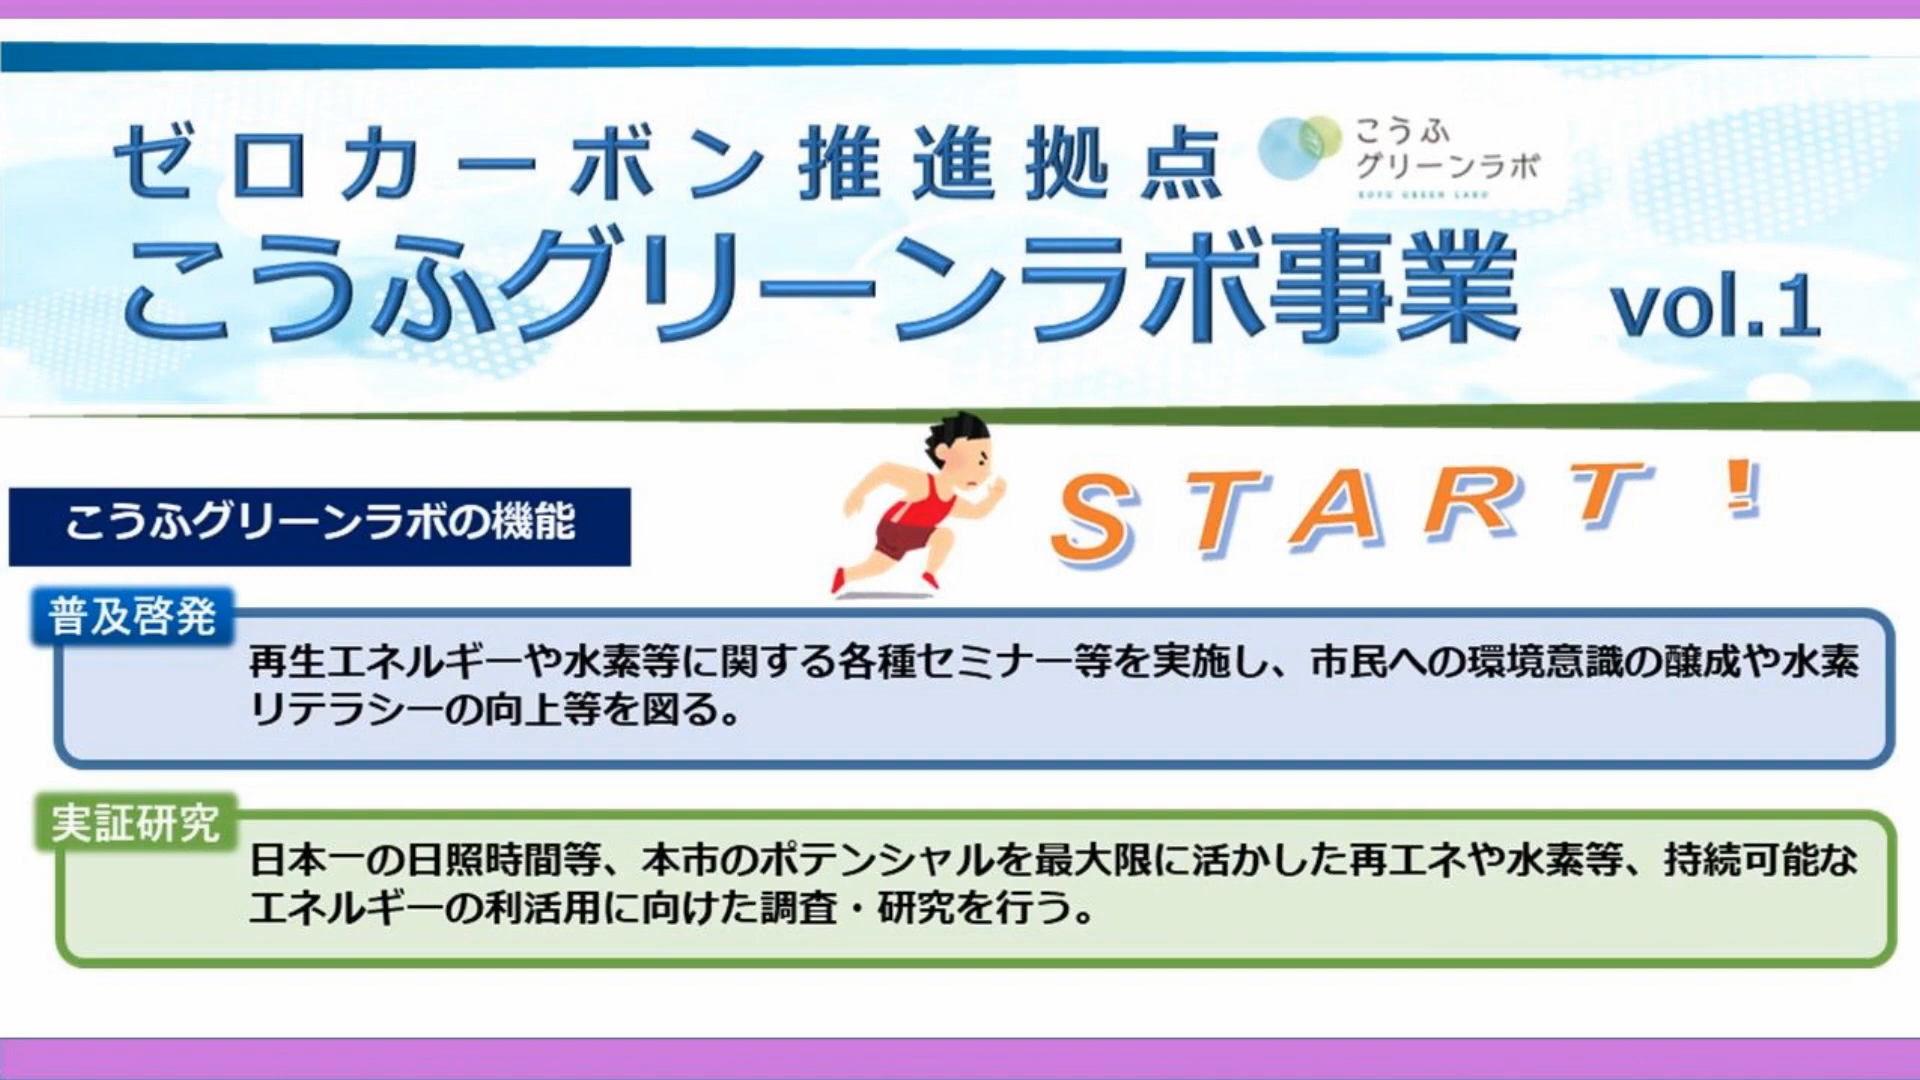 ゼロカーボン推進拠点
こうふ
グリーンラボ
KOFU GREEN LABO
こうふグリーンラボ事業 vol.1
START!
こうふグリーンラボの機能
普及啓発
再生エネルギーや水素等に関する各種セミナー等を実施し、市民への環境意識の醸成や水素
リテラシーの向上等を図る。
実証研究
日本一の日照時間等、本市のポテンシャルを最大限に活かした再エネや水素等、持続可能な
エネルギーの利活用に向けた調査・研究を行う。